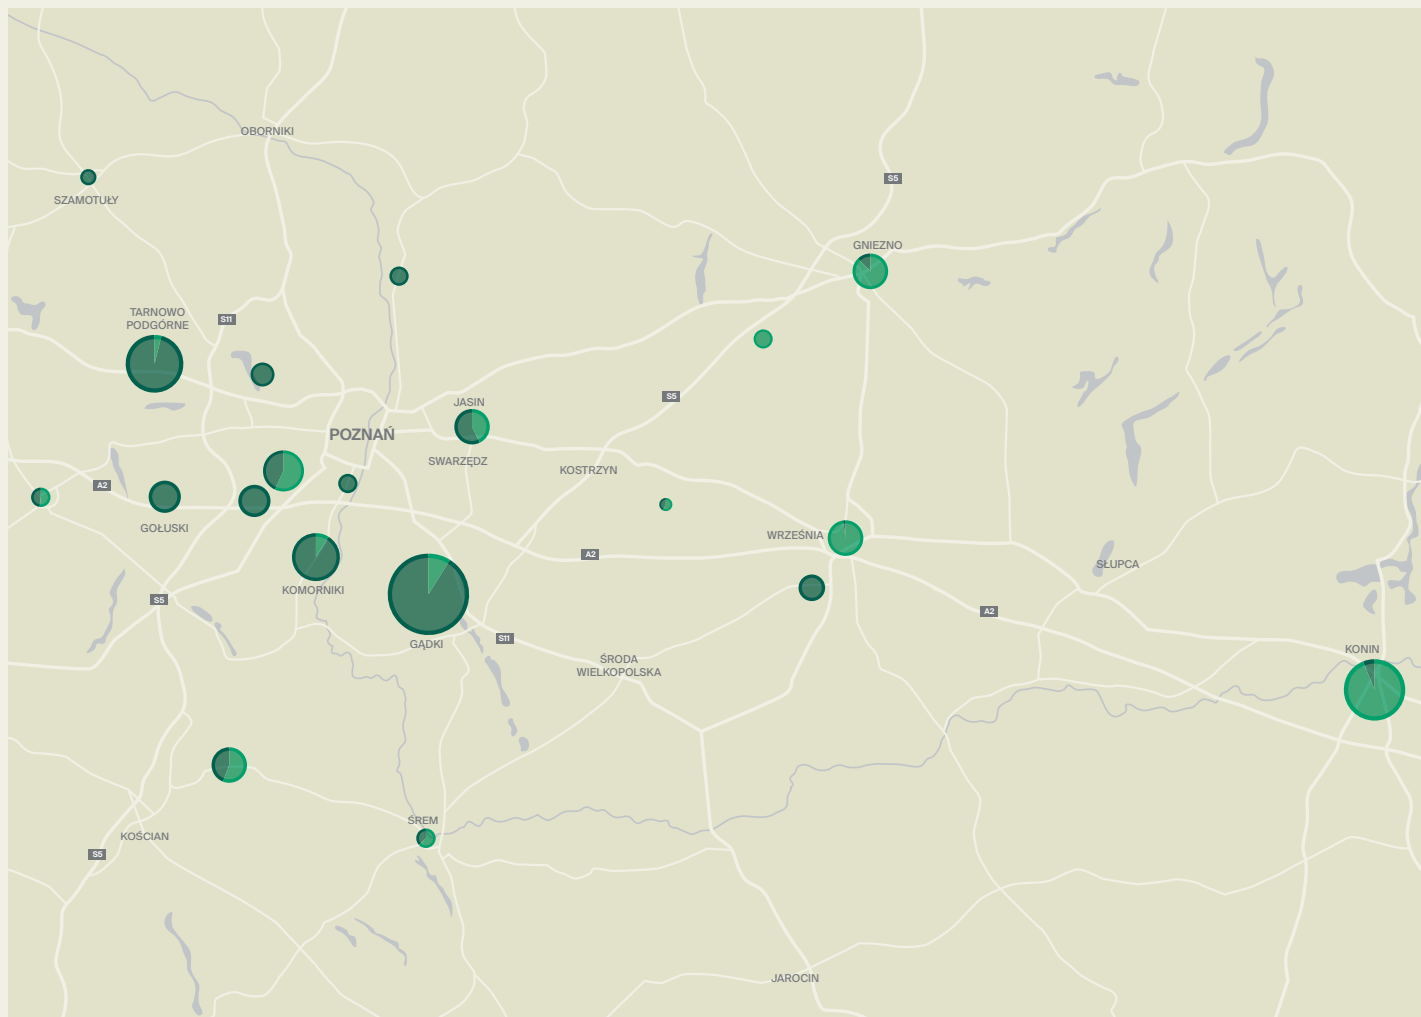 OBORNIKI
S5
SZAMOTUŁY
GNIEZNO
TARNOWO
PODGÓRNE
S11
S5
JASIN
POZNAŃ
SWARZĘDZ
KOSTRZYN
A2
GOŁUSKI
WRZEŚNIA
A2
SŁUPCA
KOMORNIKI
S5
A2
S11
GĄDKI
KONIN
ŚRODA
WIELKOPOLSKA
ŚREM
KOŚCIAN
S5
JAROCIN